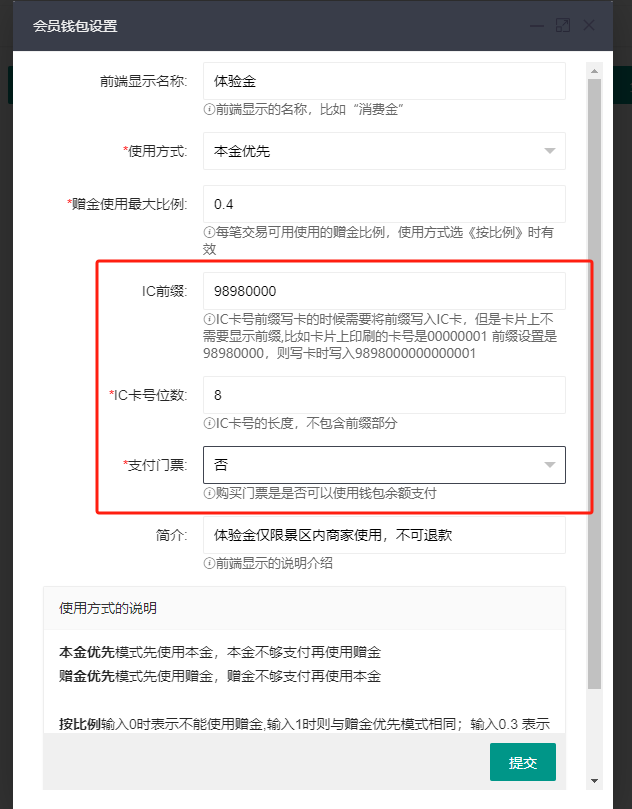 会员钱包设置
前端显示名称:
体验金
前端显示的名称，比如“消费金”
*使用方式:
本金优先
*赠金使用最大比例:
0.4
每笔交易可用使用的赠金比例，使用方式选《按比例》时有
效
IC前缀:
98980000
IC卡号前缀写卡的时候需要将前缀写入IC卡，但是卡片上不
需要显示前缀,比如卡片上印刷的卡号是00000001 前缀设置是
98980000，则写卡时写入9898000000000001
*IC卡号位数:
8
IC卡号的长度，不包含前缀部分
*支付门票:
否
购买门票是是否可以使用钱包余额支付
简介:
体验金仅限景区内商家使用，不可退款
前端显示的说明介绍
使用方式的说明
本金优先模式先使用本金，本金不够支付再使用赠金
赠金优先模式先使用赠金，赠金不够支付再使用本金
按比例输入0时表示不能使用赠金,输入1时则与赠金优先模式相同；输入0.3 表示
提交